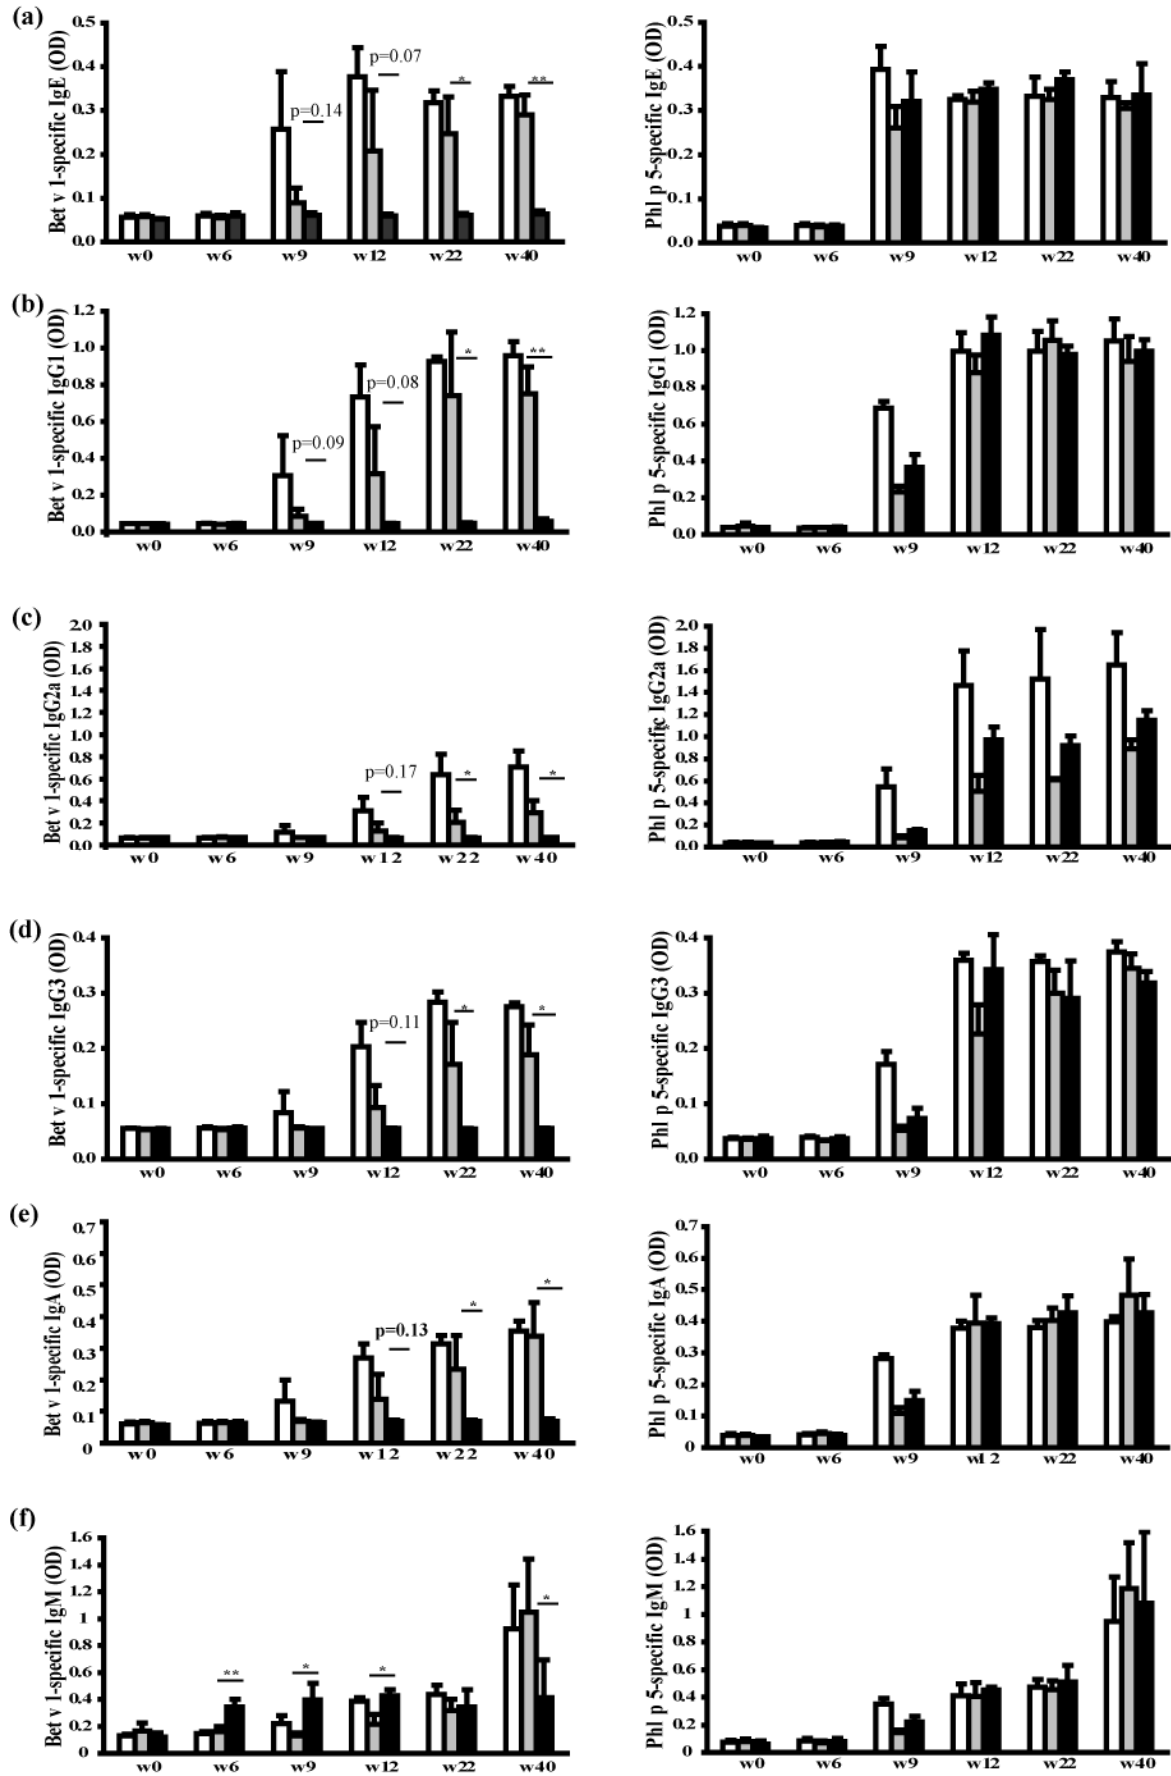 (a)
Bet v 1-specific IgE (OD)
0.5
0.4
0.3
0.2
0.1
0.0
p=0.14
p=0.07
*
**
w0 w6 w9 w12 w22 w40
Phl p 5-specific IgE (OD)
0.5
0.4
0.3
0.2
0.1
0.0
w0 w6 w9 w12 w22 w40
(b)
Bet v 1-specific IgG1 (OD)
1.2
1.0
0.8
0.6
0.4
0.2
0.0
p=0.09
p=0.08
*
**
w0 w6 w9 w12 w22 w40
Phl p 5-specific IgG1 (OD)
1.2
1.0
0.8
0.6
0.4
0.2
0.0
w0 w6 w9 w12 w22 w40
(c)
Bet v 1-specific IgG2a (OD)
2.0
1.8
1.6
1.4
1.2
1.0
0.8
0.6
0.4
0.2
0.0
p=0.17
*
*
w0 w6 w9 w12 w22 w40
Phl p 5-specific IgG2a (OD)
2.0
1.8
1.6
1.4
1.2
1.0
0.8
0.6
0.4
0.2
0.0
w0 w6 w9 w12 w22 w40
(d)
Bet v 1-specific IgG3 (OD)
0.4
0.3
0.2
0.1
0.0
p=0.11
*
*
w0 w6 w9 w12 w22 w40
Phl p 5-specific IgG3 (OD)
0.4
0.3
0.2
0.1
0.0
w0 w6 w9 w12 w22 w40
(e)
Bet v 1-specific IgA (OD)
0.7
0.6
0.5
0.4
0.3
0.2
0.1
0
p=0.13
*
*
w0 w6 w9 w12 w22 w40
Phl p 5-specific IgA (OD)
0.7
0.6
0.5
0.4
0.3
0.2
0.1
0
w0 w6 w9 w12 w22 w40
(f)
Bet v 1-specific IgM (OD)
1.6
1.4
1.2
1
0.8
0.6
0.4
0.2
0
**
*
*
*
w0 w6 w9 w12 w22 w40
Phl p 5-specific IgM (OD)
1.6
1.4
1.2
1
0.8
0.6
0.4
0.2
0
w0 w6 w9 w12 w22 w40